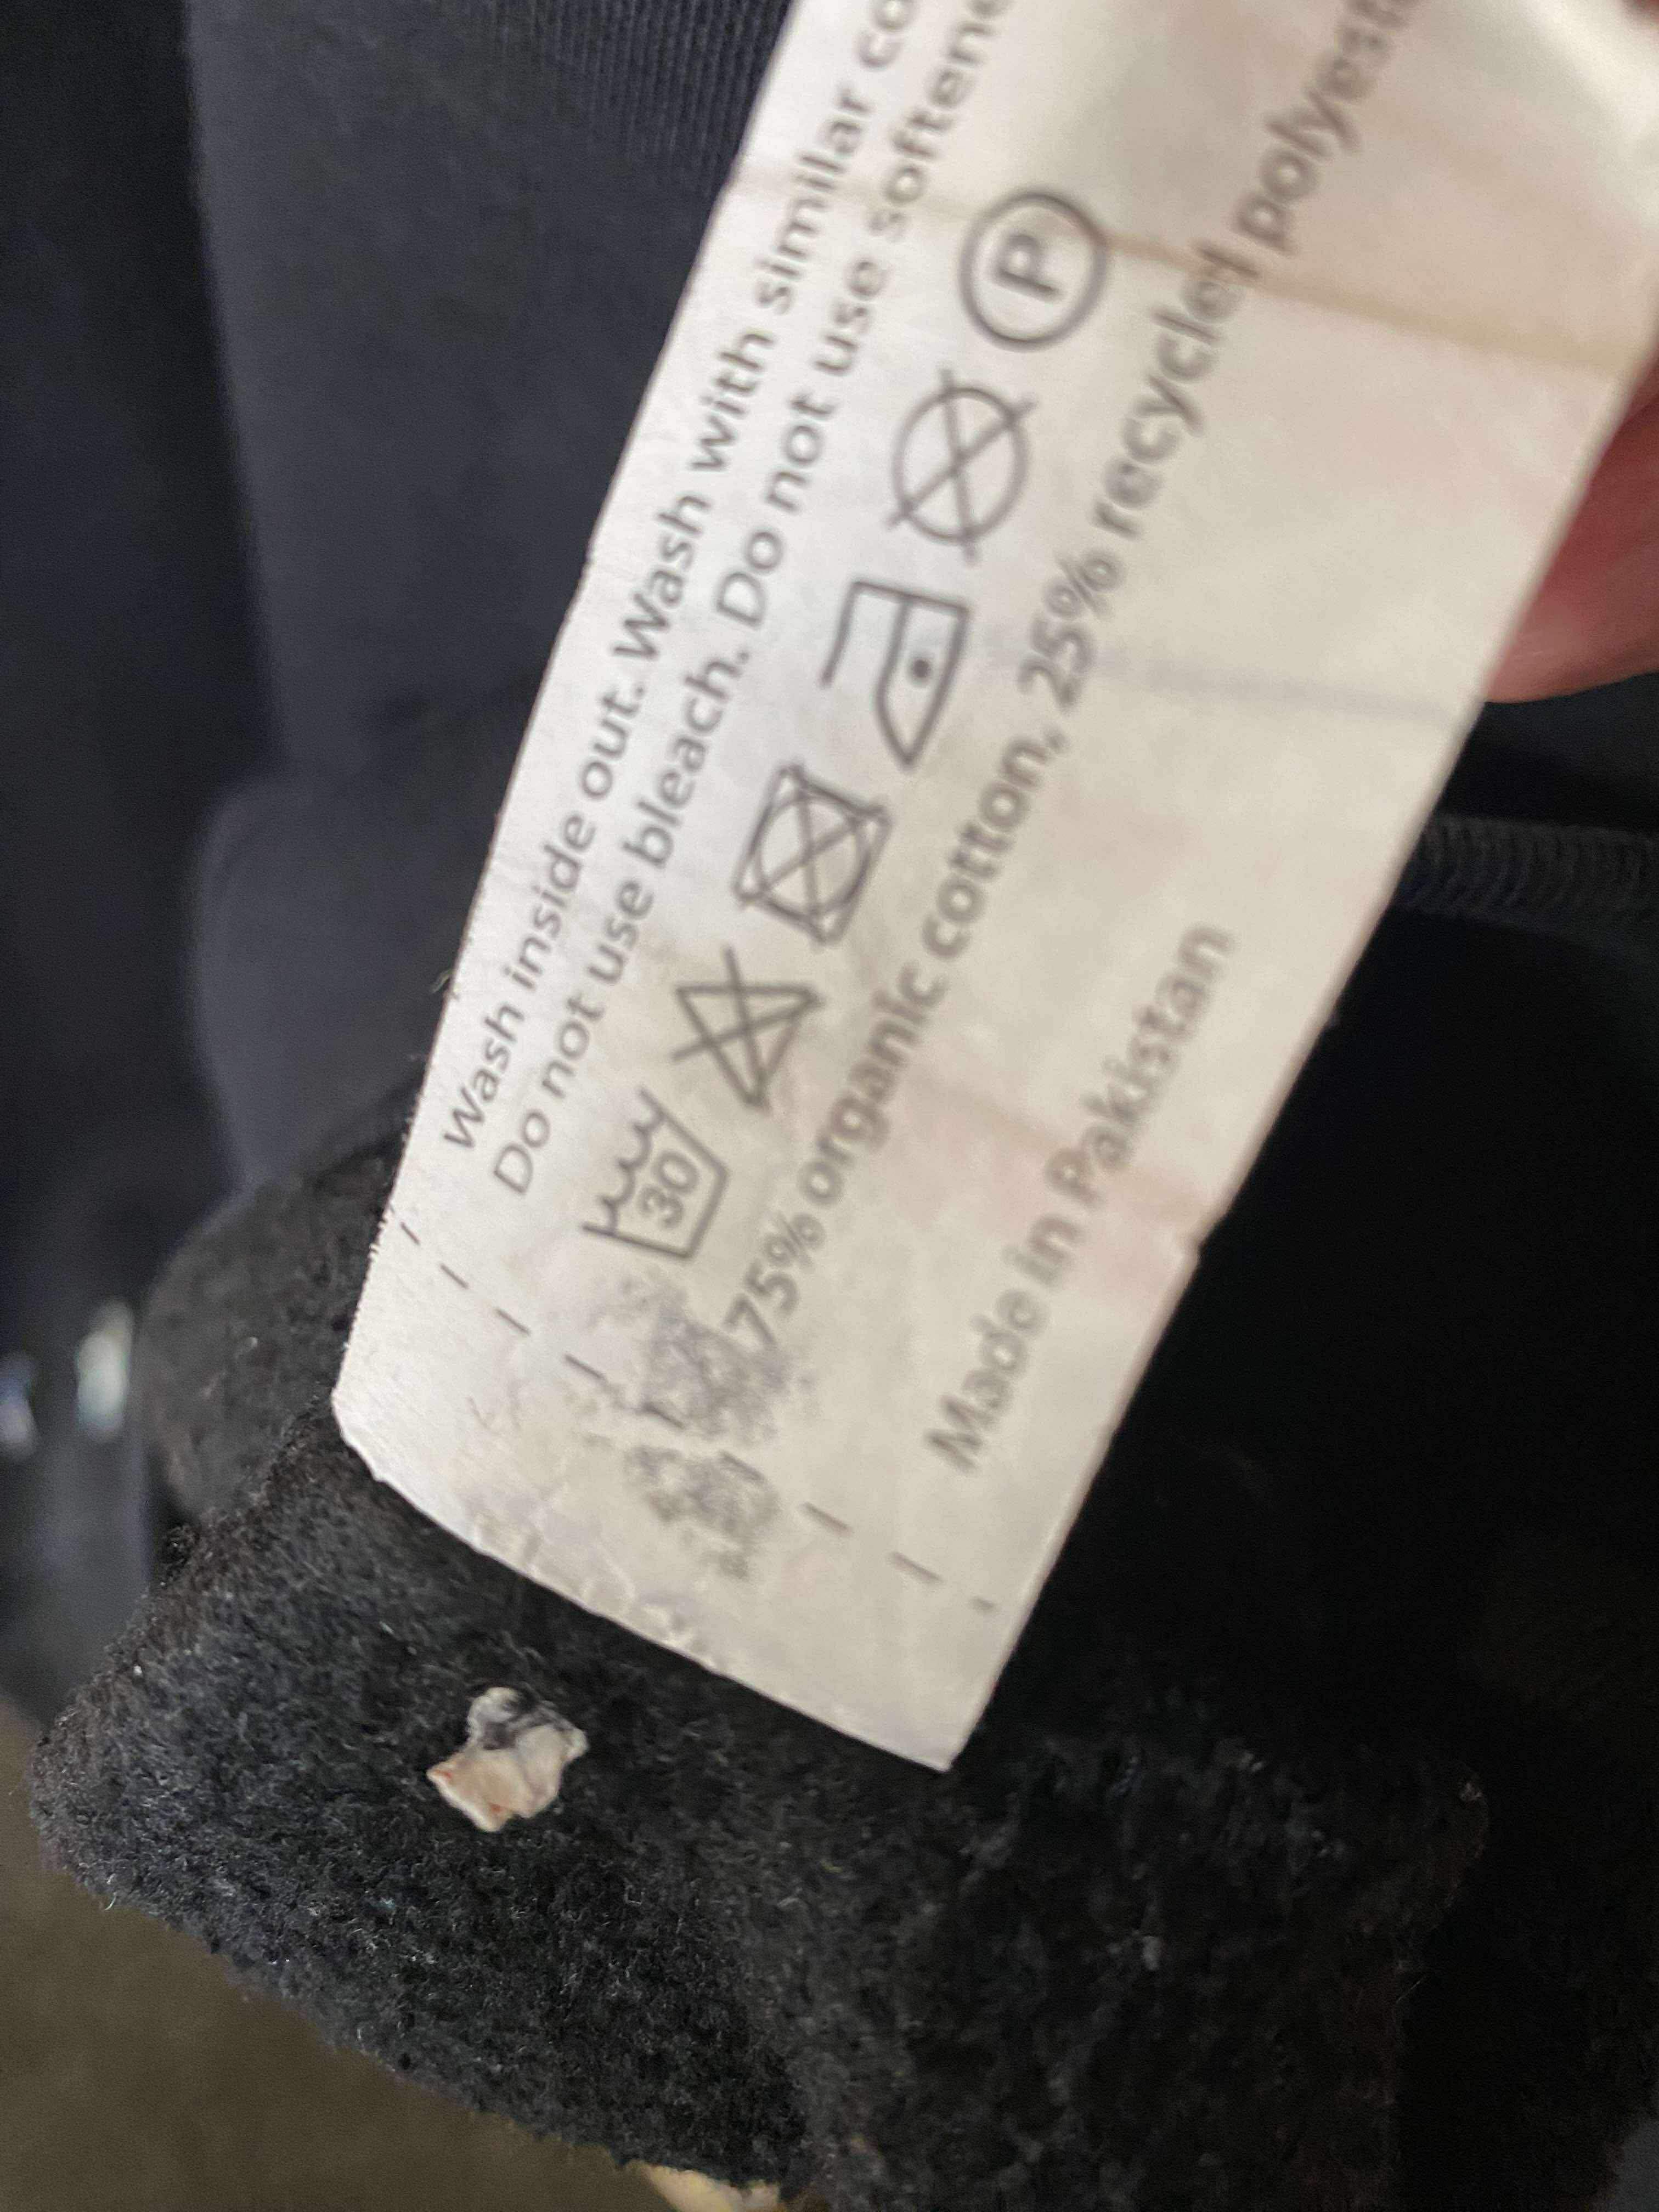 Wash inside out. Wash with similar co
Do not use bleach. Do not use softene
30
P
75% organic cotton, 25% recycled polyest
Made in Pakistan